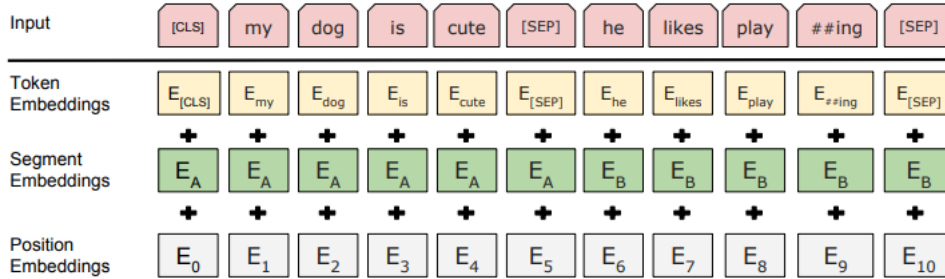 Input [CLS] my dog is cute [SEP] he likes play ##ing [SEP]
Token Embeddings E[CLS] Emy Edog Eis Ecute E[SEP] Ehe Elikes Eplay E##ing E[SEP]
+ + + + + + + + + + +
Segment Embeddings EA EA EA EA EA EA EB EB EB EB EB
+ + + + + + + + + + +
Position Embeddings E0 E1 E2 E3 E4 E5 E6 E7 E8 E9 E10